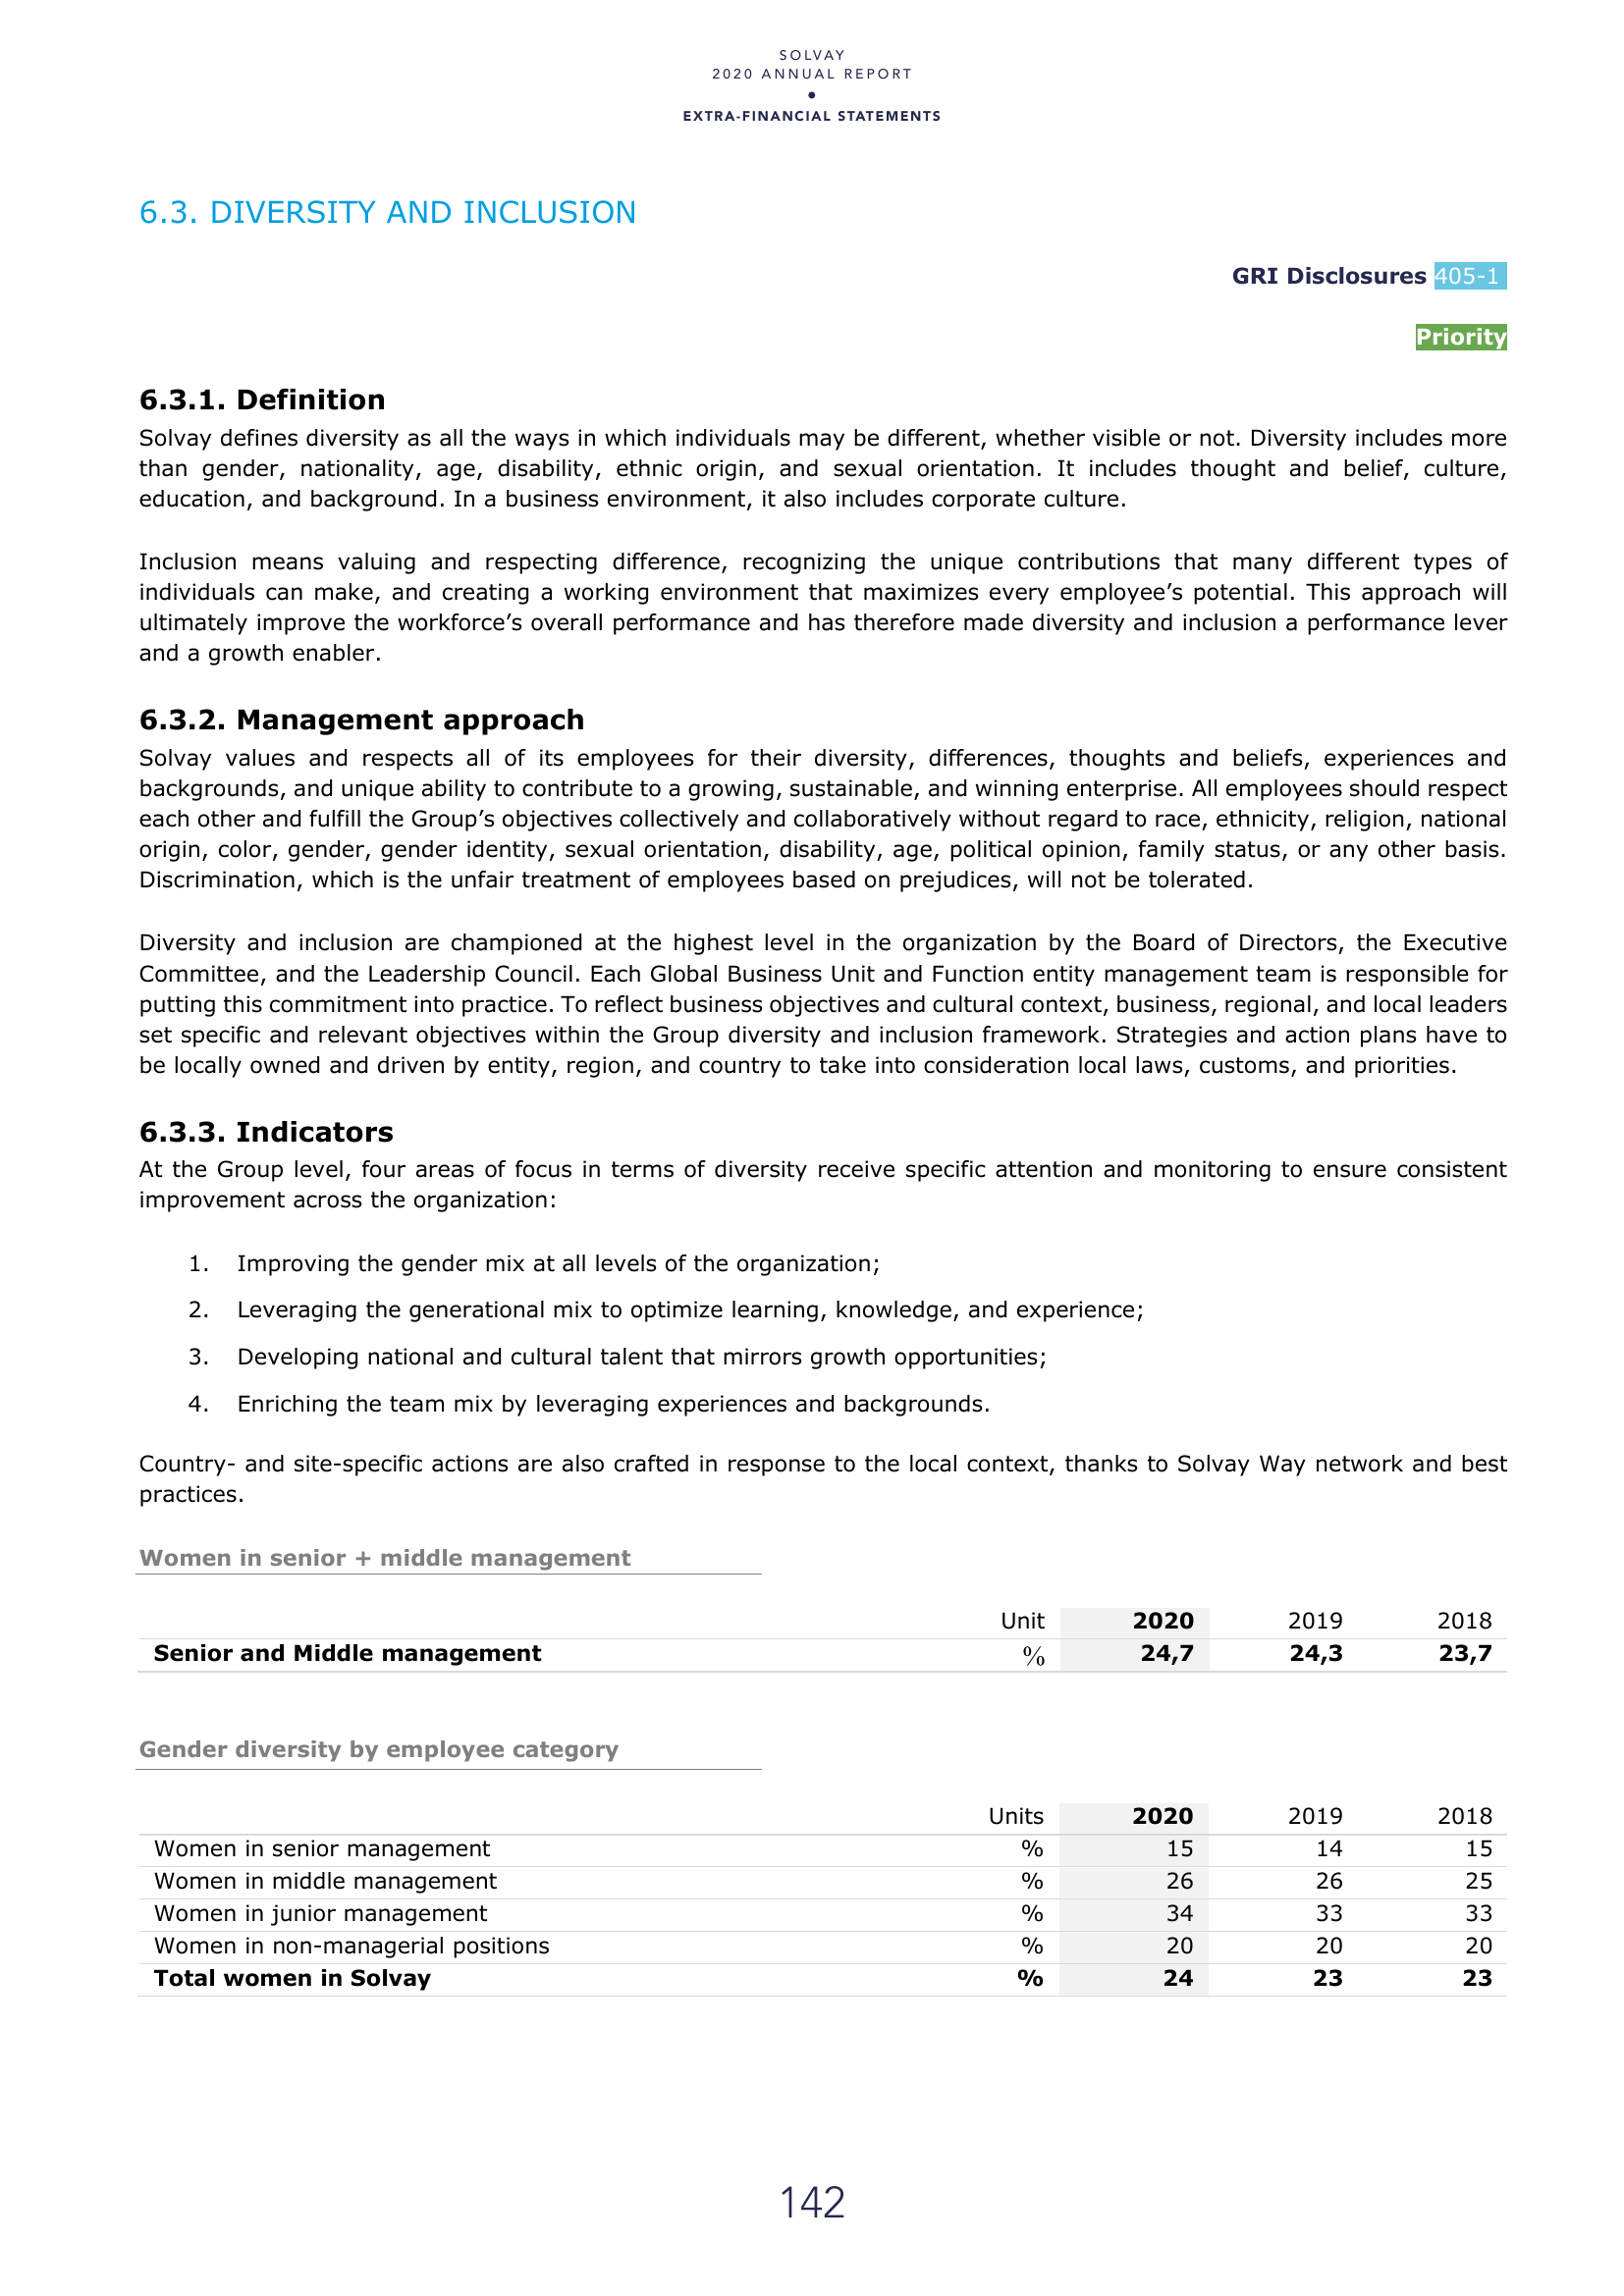 SOLVAY
2020 ANNUAL REPORT
•
EXTRA-FINANCIAL STATEMENTS
6.3. DIVERSITY AND INCLUSION
GRI Disclosures 405-1
Priority
6.3.1. Definition
Solvay defines diversity as all the ways in which individuals may be different, whether visible or not. Diversity includes more
than gender, nationality, age, disability, ethnic origin, and sexual orientation. It includes thought and belief, culture,
education, and background. In a business environment, it also includes corporate culture.
Inclusion means valuing and respecting difference, recognizing the unique contributions that many different types of
individuals can make, and creating a working environment that maximizes every employee’s potential. This approach will
ultimately improve the workforce’s overall performance and has therefore made diversity and inclusion a performance lever
and a growth enabler.
6.3.2. Management approach
Solvay values and respects all of its employees for their diversity, differences, thoughts and beliefs, experiences and
backgrounds, and unique ability to contribute to a growing, sustainable, and winning enterprise. All employees should respect
each other and fulfill the Group’s objectives collectively and collaboratively without regard to race, ethnicity, religion, national
origin, color, gender, gender identity, sexual orientation, disability, age, political opinion, family status, or any other basis.
Discrimination, which is the unfair treatment of employees based on prejudices, will not be tolerated.
Diversity and inclusion are championed at the highest level in the organization by the Board of Directors, the Executive
Committee, and the Leadership Council. Each Global Business Unit and Function entity management team is responsible for
putting this commitment into practice. To reflect business objectives and cultural context, business, regional, and local leaders
set specific and relevant objectives within the Group diversity and inclusion framework. Strategies and action plans have to
be locally owned and driven by entity, region, and country to take into consideration local laws, customs, and priorities.
6.3.3. Indicators
At the Group level, four areas of focus in terms of diversity receive specific attention and monitoring to ensure consistent
improvement across the organization:
1. Improving the gender mix at all levels of the organization;
2. Leveraging the generational mix to optimize learning, knowledge, and experience;
3. Developing national and cultural talent that mirrors growth opportunities;
4. Enriching the team mix by leveraging experiences and backgrounds.
Country- and site-specific actions are also crafted in response to the local context, thanks to Solvay Way network and best
practices.
Women in senior + middle management
Unit 2020 2019 2018
Senior and Middle management % 24,7 24,3 23,7
Gender diversity by employee category
Units 2020 2019 2018
Women in senior management % 15 14 15
Women in middle management % 26 26 25
Women in junior management % 34 33 33
Women in non-managerial positions % 20 20 20
Total women in Solvay % 24 23 23
142